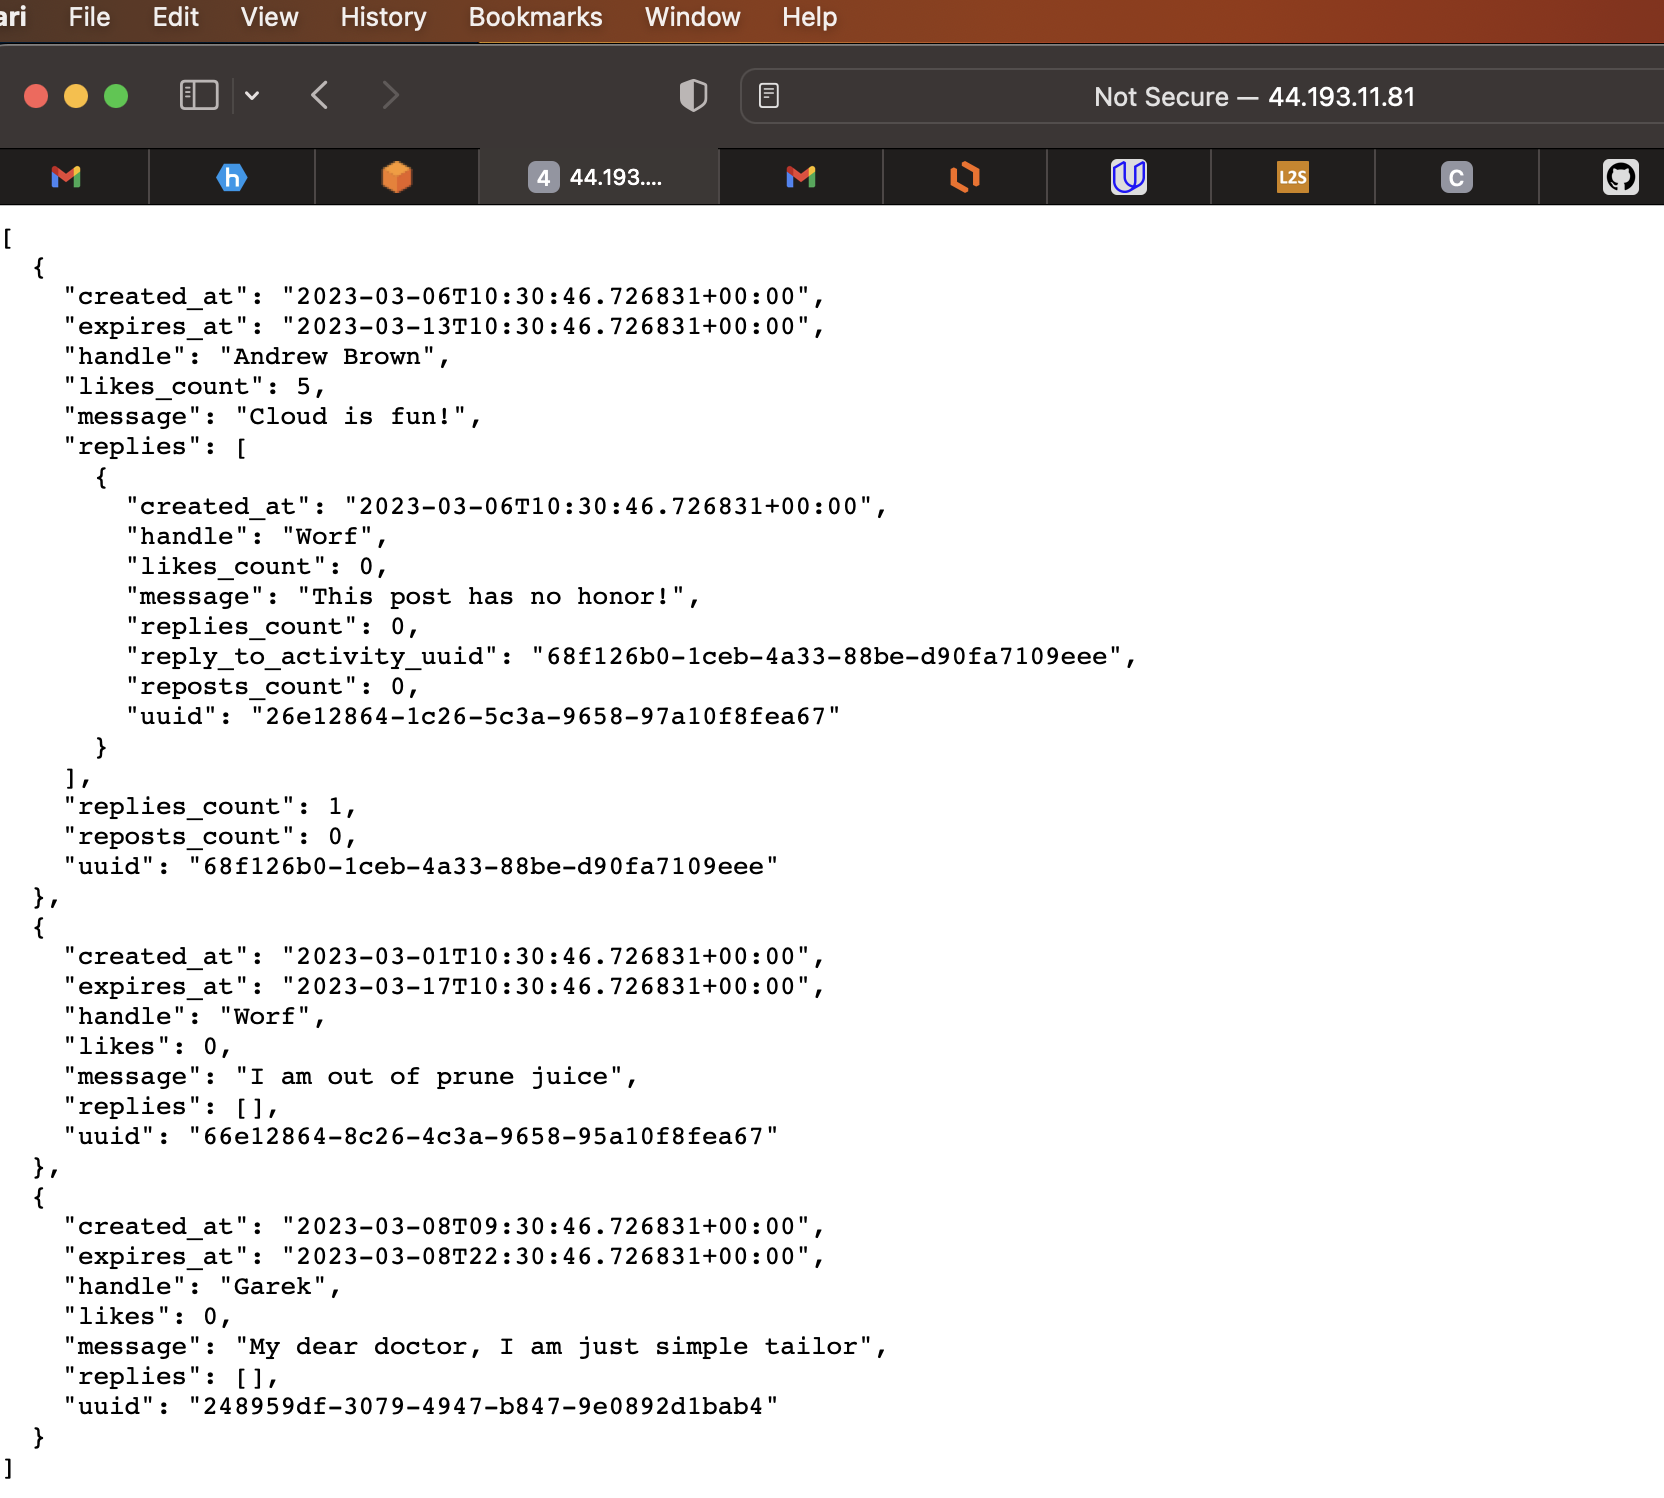 ari File Edit View History Bookmarks Window Help
Not Secure — 44.193.11.81
h 4 44.193.... L2S C
[
  {
    "created_at": "2023-03-06T10:30:46.726831+00:00",
    "expires_at": "2023-03-13T10:30:46.726831+00:00",
    "handle": "Andrew Brown",
    "likes_count": 5,
    "message": "Cloud is fun!",
    "replies": [
      {
        "created_at": "2023-03-06T10:30:46.726831+00:00",
        "handle": "Worf",
        "likes_count": 0,
        "message": "This post has no honor!",
        "replies_count": 0,
        "reply_to_activity_uuid": "68f126b0-1ceb-4a33-88be-d90fa7109eee",
        "reposts_count": 0,
        "uuid": "26e12864-1c26-5c3a-9658-97a10f8fea67"
      }
    ],
    "replies_count": 1,
    "reposts_count": 0,
    "uuid": "68f126b0-1ceb-4a33-88be-d90fa7109eee"
  },
  {
    "created_at": "2023-03-01T10:30:46.726831+00:00",
    "expires_at": "2023-03-17T10:30:46.726831+00:00",
    "handle": "Worf",
    "likes": 0,
    "message": "I am out of prune juice",
    "replies": [],
    "uuid": "66e12864-8c26-4c3a-9658-95a10f8fea67"
  },
  {
    "created_at": "2023-03-08T09:30:46.726831+00:00",
    "expires_at": "2023-03-08T22:30:46.726831+00:00",
    "handle": "Garek",
    "likes": 0,
    "message": "My dear doctor, I am just simple tailor",
    "replies": [],
    "uuid": "248959df-3079-4947-b847-9e0892d1bab4"
  }
]